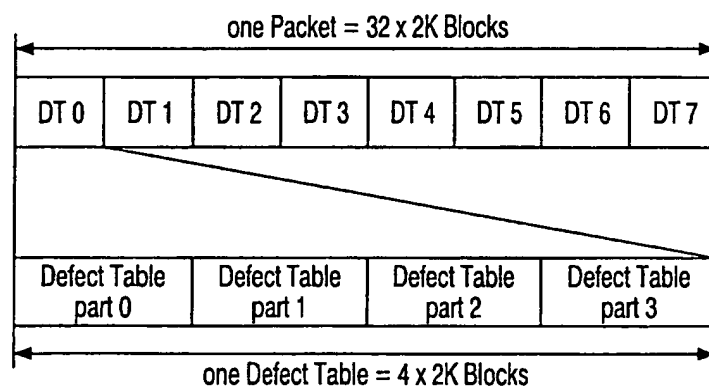 one Packet = 32 x 2K Blocks
DT 0 DT 1 DT 2 DT 3 DT 4 DT 5 DT 6 DT 7
Defect Table Defect Table Defect Table Defect Table
part 0 part 1 part 2 part 3
one Defect Table = 4 x 2K Blocks